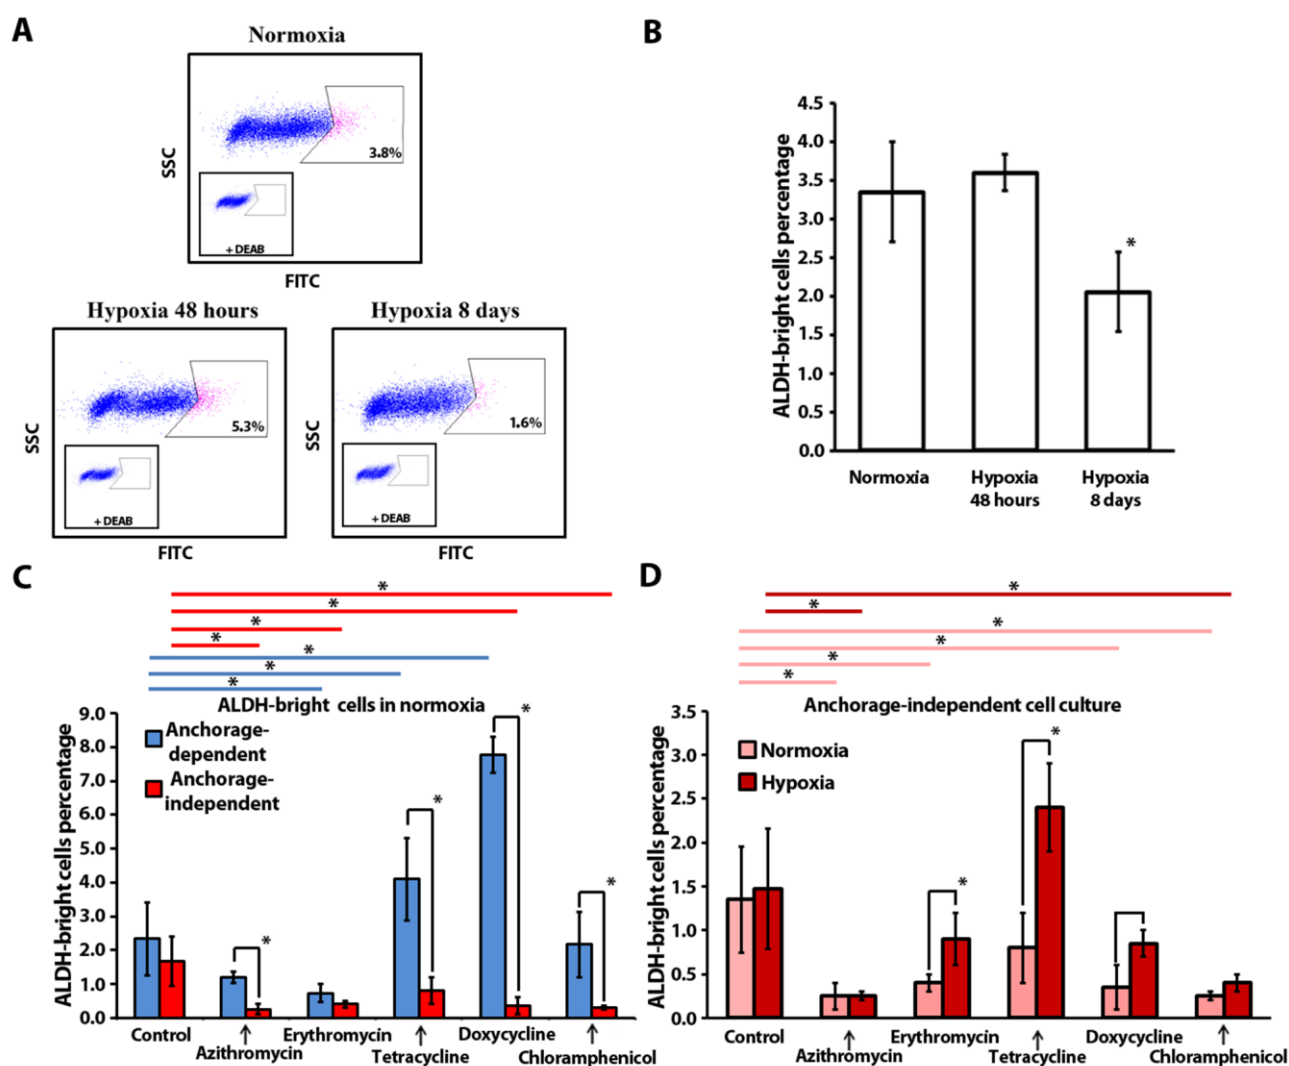 A
Normoxia
SSC
3.8%
+ DEAB
FITC
Hypoxia 48 hours
SSC
5.3%
+ DEAB
FITC
Hypoxia 8 days
SSC
1.6%
+ DEAB
FITC
B
ALDH-bright cells percentage
4.5
4.0
3.5
3.0
2.5
2.0
1.5
1.0
0.5
0.0
*
Normoxia
Hypoxia
48 hours
Hypoxia
8 days
C
*
*
*
*
*
*
*
ALDH-bright cells in normoxia
Anchorage-
dependent
Anchorage-
independent
ALDH-bright cells percentage
9.0
8.0
7.0
6.0
5.0
4.0
3.0
2.0
1.0
0.0
*
*
*
*
Control
Azithromycin
Erythromycin
Tetracycline
Doxycycline
Chloramphenicol
D
*
*
*
*
*
*
Anchorage-independent cell culture
Normoxia
Hypoxia
ALDH-bright cells percentage
3.5
3.0
2.5
2.0
1.5
1.0
0.5
0.0
*
*
Control
Azithromycin
Erythromycin
Tetracycline
Doxycycline
Chloramphenicol